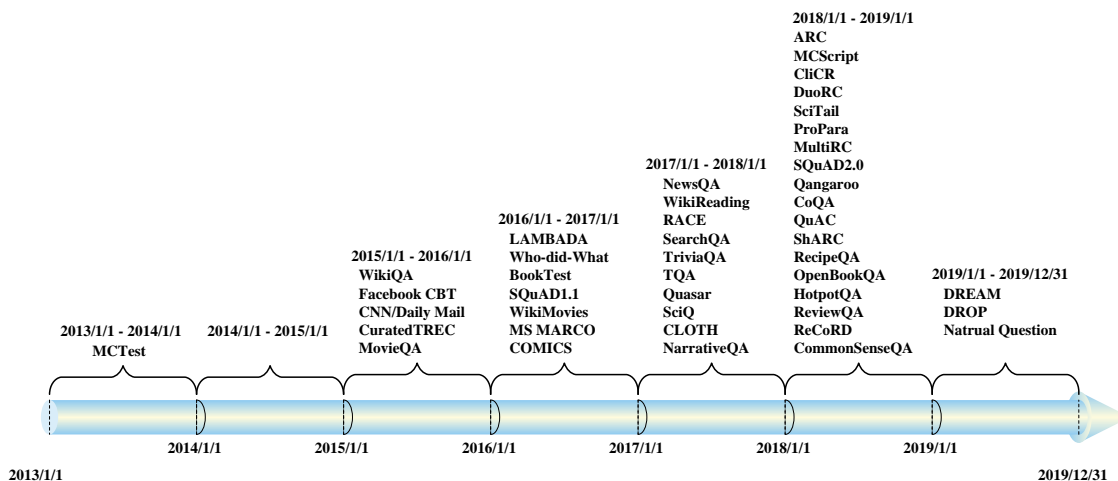 2013/1/1 - 2014/1/1
MCTest
2014/1/1 - 2015/1/1
2015/1/1 - 2016/1/1
WikiQA
Facebook CBT
CNN/Daily Mail
CuratedTREC
MovieQA
2016/1/1 - 2017/1/1
LAMBADA
Who-did-What
BookTest
SQuAD1.1
WikiMovies
MS MARCO
COMICS
2017/1/1 - 2018/1/1
NewsQA
WikiReading
RACE
SearchQA
TriviaQA
TQA
Quasar
SciQ
CLOTH
NarrativeQA
2018/1/1 - 2019/1/1
ARC
MCScript
CliCR
DuoRC
SciTail
ProPara
MultiRC
SQuAD2.0
Qangaroo
CoQA
QuAC
ShARC
RecipeQA
OpenBookQA
HotpotQA
ReviewQA
ReCoRD
CommonSenseQA
2019/1/1 - 2019/12/31
DREAM
DROP
Natrual Question
2014/1/1
2015/1/1
2016/1/1
2017/1/1
2018/1/1
2019/1/1
2013/1/1
2019/12/31